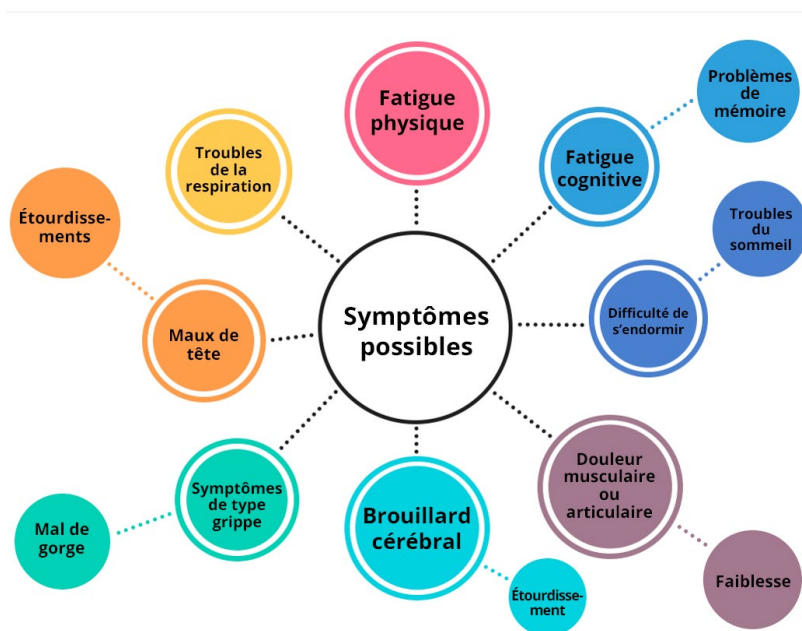 Fatigue
physique
Problèmes
de
mémoire
Fatigue
cognitive
Troubles
de la
respiration
Étourdisse-
ments
Troubles
du
sommeil
Symptômes
possibles
Difficulté de
s'endormir
Maux de
tête
Douleur
musculaire
ou
articulaire
Symptômes
de type
grippe
Brouillard
cérébral
Mal de
gorge
Étourdisse-
ment
Faiblesse